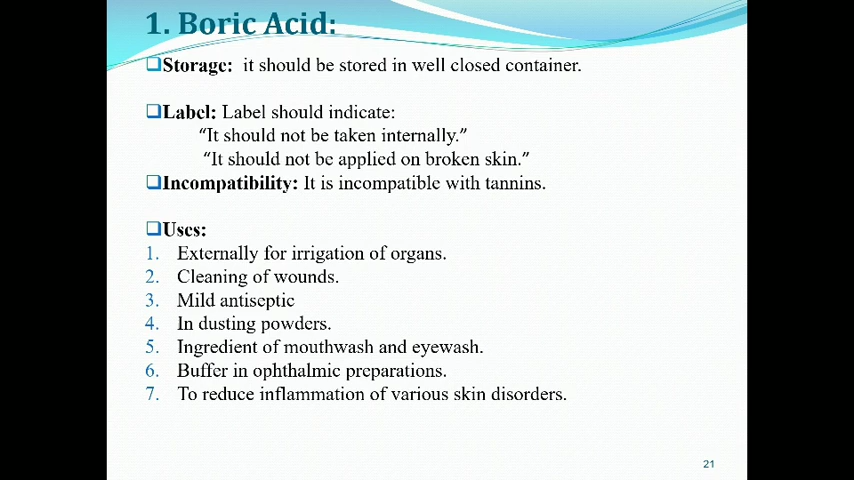 1. Boric Acid:
❑Storage: it should be stored in well closed container.
❑Label: Label should indicate:
“It should not be taken internally.”
“It should not be applied on broken skin.”
❑Incompatibility: It is incompatible with tannins.
❑Uses:
1. Externally for irrigation of organs.
2. Cleaning of wounds.
3. Mild antiseptic
4. In dusting powders.
5. Ingredient of mouthwash and eyewash.
6. Buffer in ophthalmic preparations.
7. To reduce inflammation of various skin disorders.
21